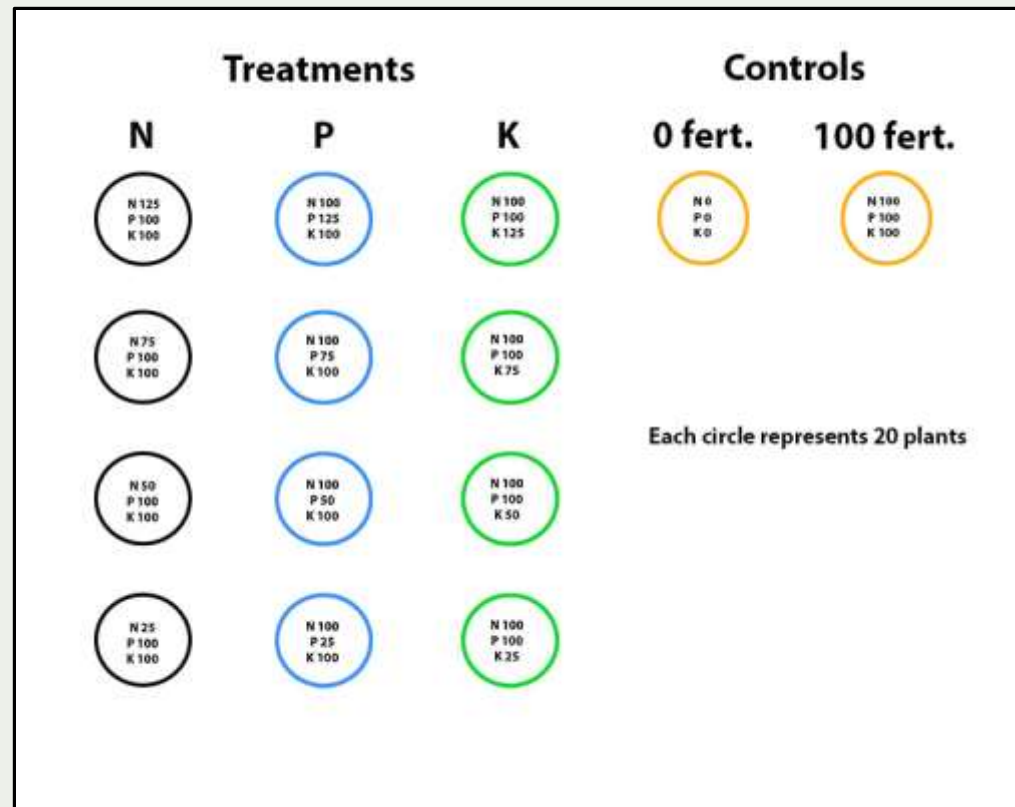 Treatments
Controls
N
P
K
0 fert.
100 fert.
N 125
P 100
K 100
N 100
P 125
K 100
N 100
P 100
K 125
N 0
P 0
K 0
N 100
P 100
K 100
N 75
P 100
K 100
N 100
P 75
K 100
N 100
P 100
K 75
Each circle represents 20 plants
N 50
P 100
K 100
N 100
P 50
K 100
N 100
P 100
K 50
N 25
P 100
K 100
N 100
P 25
K 100
N 100
P 100
K 25